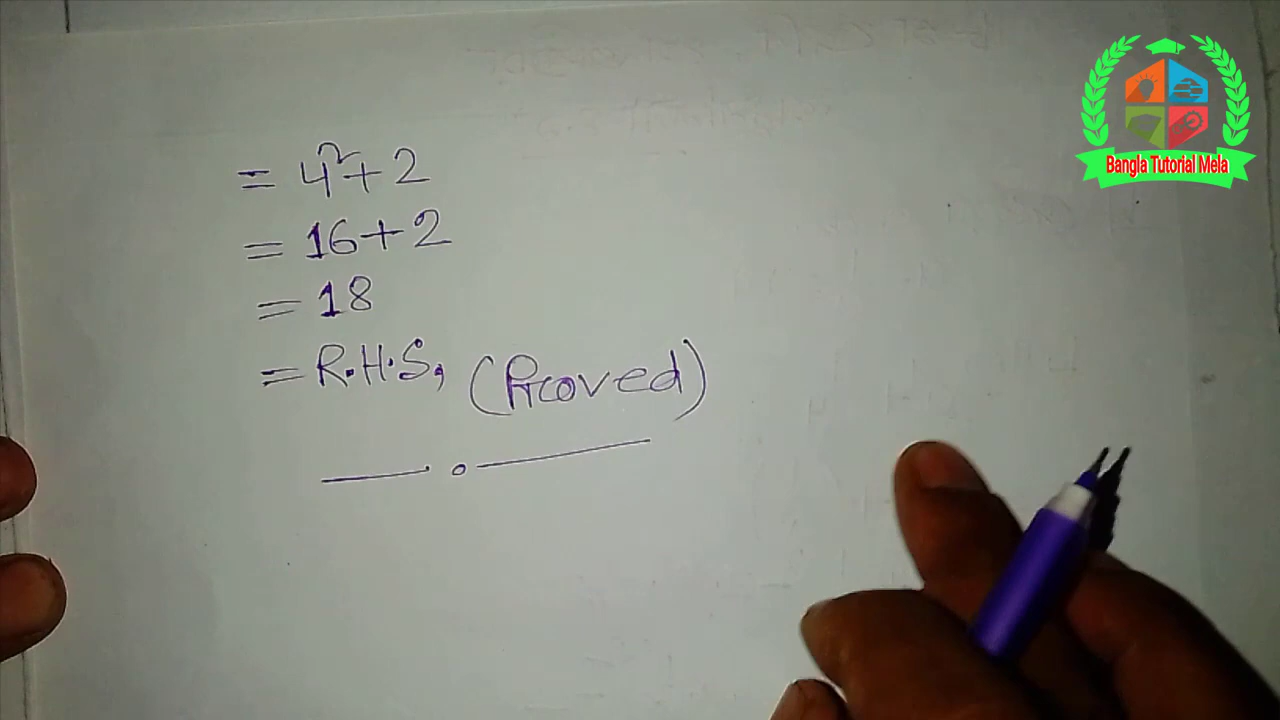 = 4² + 2
= 16 + 2
= 18
= R.H.S, (Proved)
Bangla Tutorial Mela